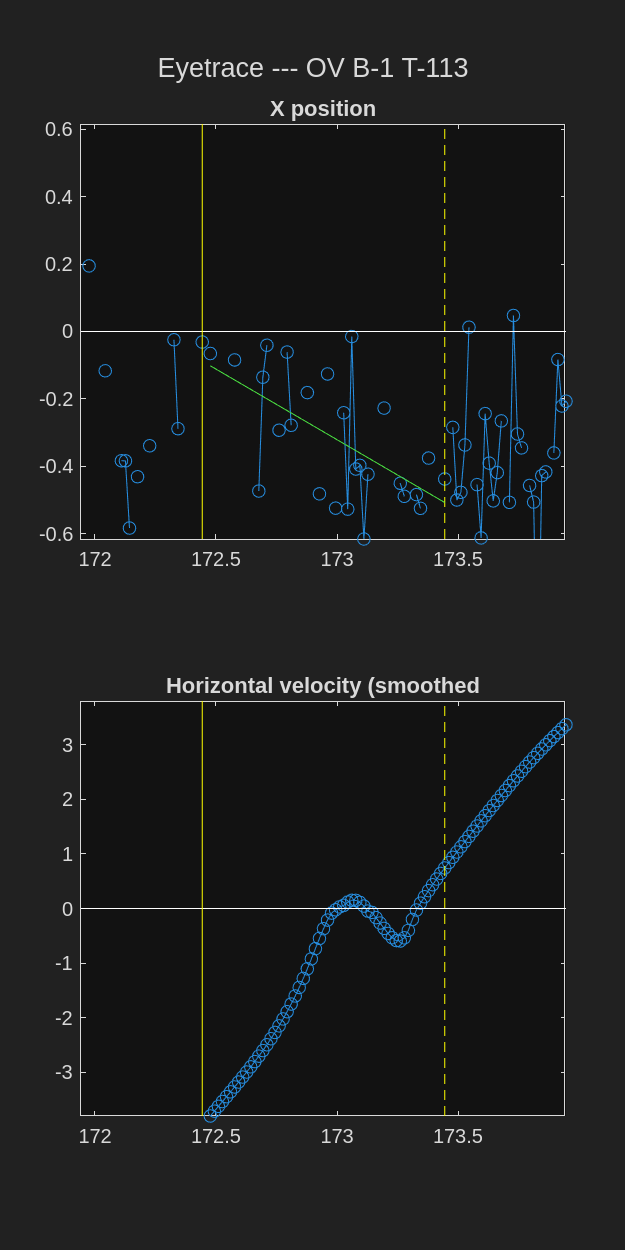 Eyetrace --- OV B-1 T-113
X position
0.6
0.4
0.2
0
-0.2
-0.4
-0.6
172 172.5 173 173.5
Horizontal velocity (smoothed
3
2
1
0
-1
-2
-3
172 172.5 173 173.5